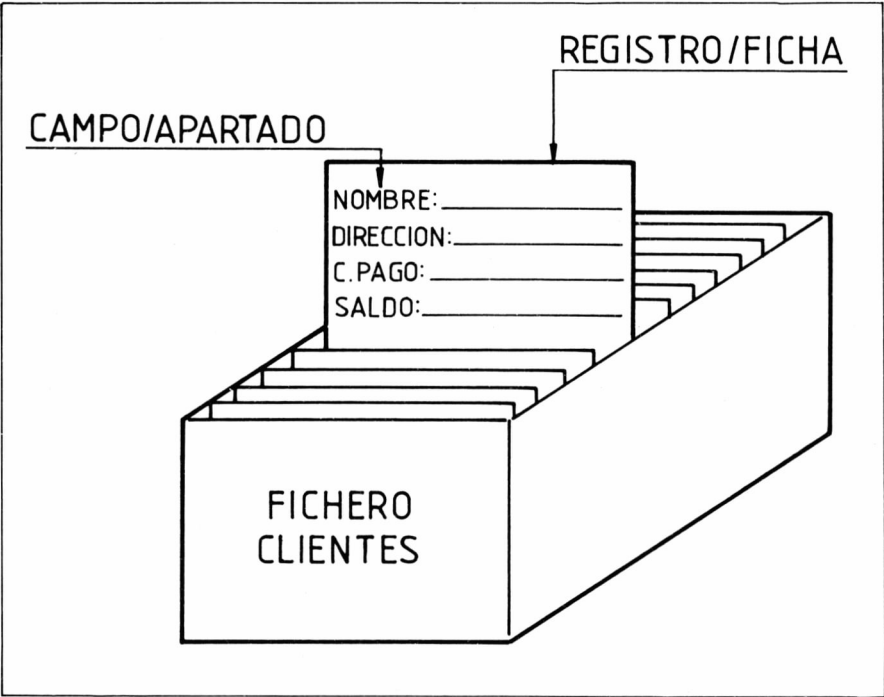 REGISTRO/FICHA
CAMPO/APARTADO
NOMBRE:
DIRECCION:
C.PAGO:
SALDO:
FICHERO
CLIENTES